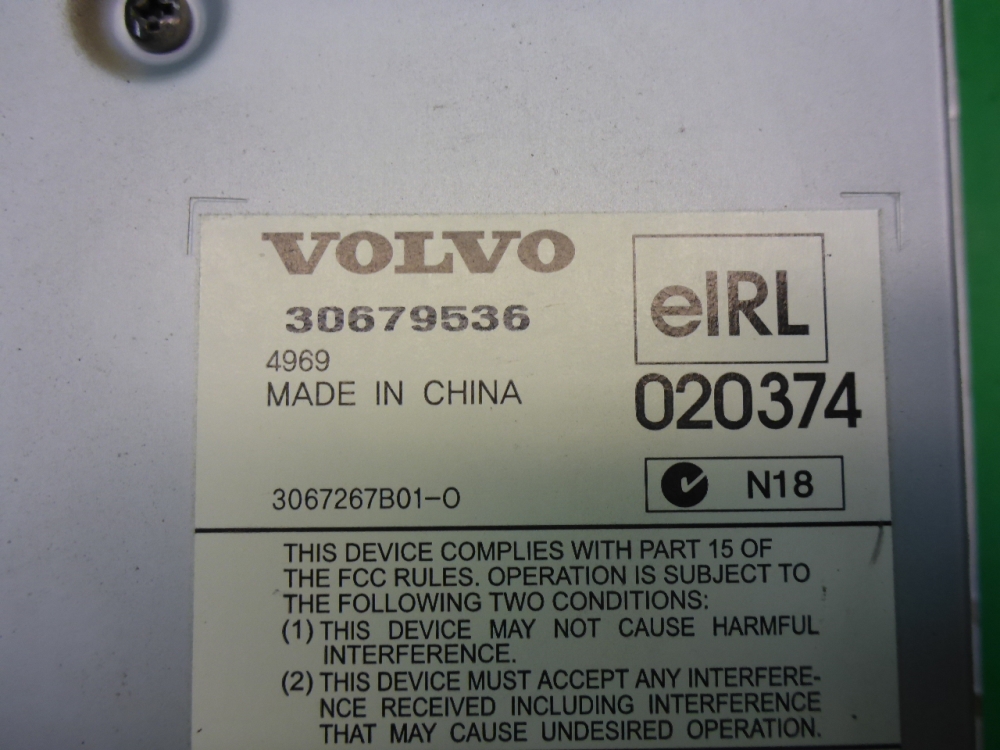 VOLVO
30679536
4969
MADE IN CHINA
3067267B01-O
eIRL
020374
N18
THIS DEVICE COMPLIES WITH PART 15 OF
THE FCC RULES. OPERATION IS SUBJECT TO
THE FOLLOWING TWO CONDITIONS:
(1) THIS DEVICE MAY NOT CAUSE HARMFUL
INTERFERENCE.
(2) THIS DEVICE MUST ACCEPT ANY INTERFERE-
NCE RECEIVED INCLUDING INTERFERENCE
THAT MAY CAUSE UNDESIRED OPERATION.